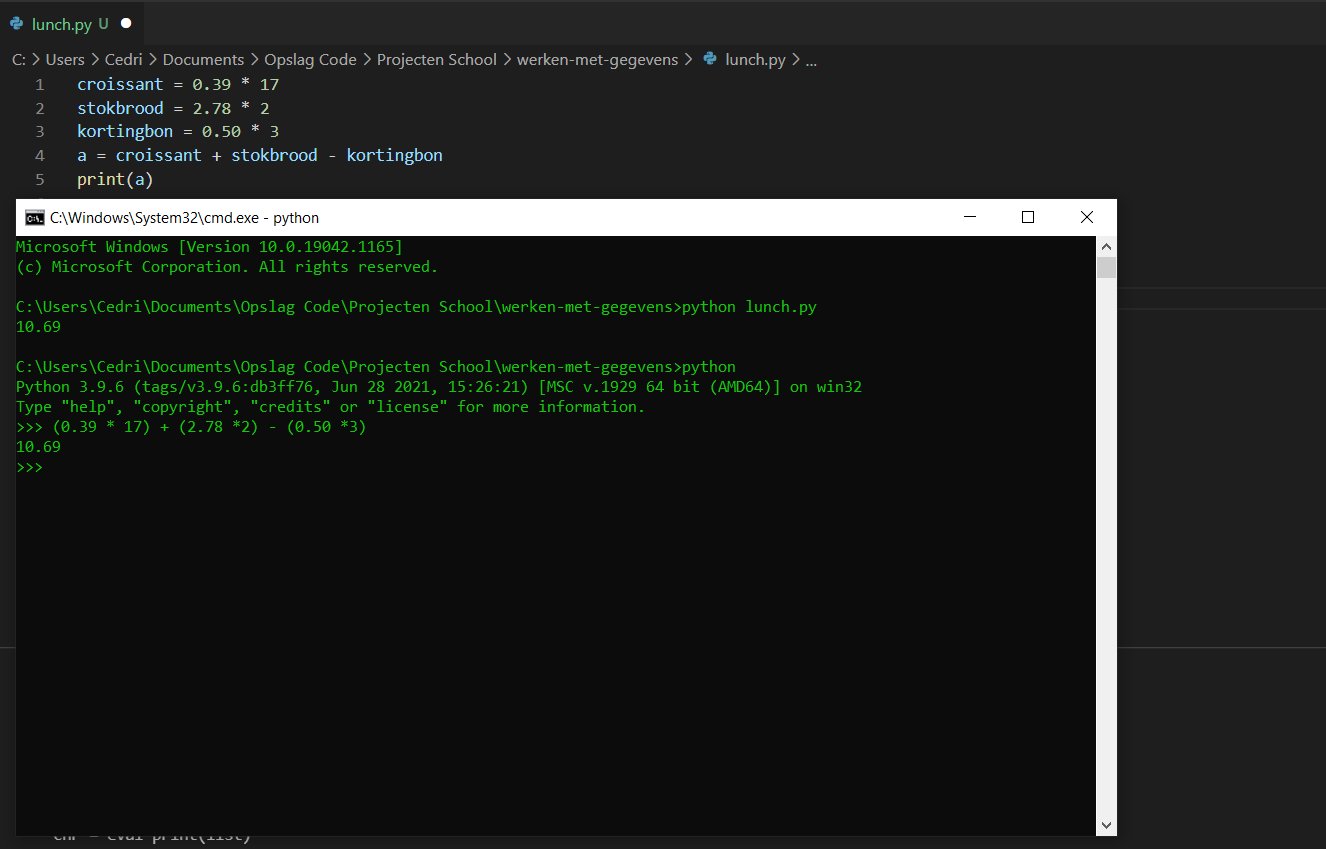 lunch.py U
C: > Users > Cedri > Documents > Opslag Code > Projecten School > werken-met-gegevens > lunch.py > ...
1 croissant = 0.39 * 17
2 stokbrood = 2.78 * 2
3 kortingbon = 0.50 * 3
4 a = croissant + stokbrood - kortingbon
5 print(a)
C:\Windows\System32\cmd.exe - python
Microsoft Windows [Version 10.0.19042.1165]
(c) Microsoft Corporation. All rights reserved.
C:\Users\Cedri\Documents\Opslag Code\Projecten School\werken-met-gegevens>python lunch.py
10.69
C:\Users\Cedri\Documents\Opslag Code\Projecten School\werken-met-gegevens>python
Python 3.9.6 (tags/v3.9.6:db3ff76, Jun 28 2021, 15:26:21) [MSC v.1929 64 bit (AMD64)] on win32
Type "help", "copyright", "credits" or "license" for more information.
>>> (0.39 * 17) + (2.78 *2) - (0.50 *3)
10.69
>>>